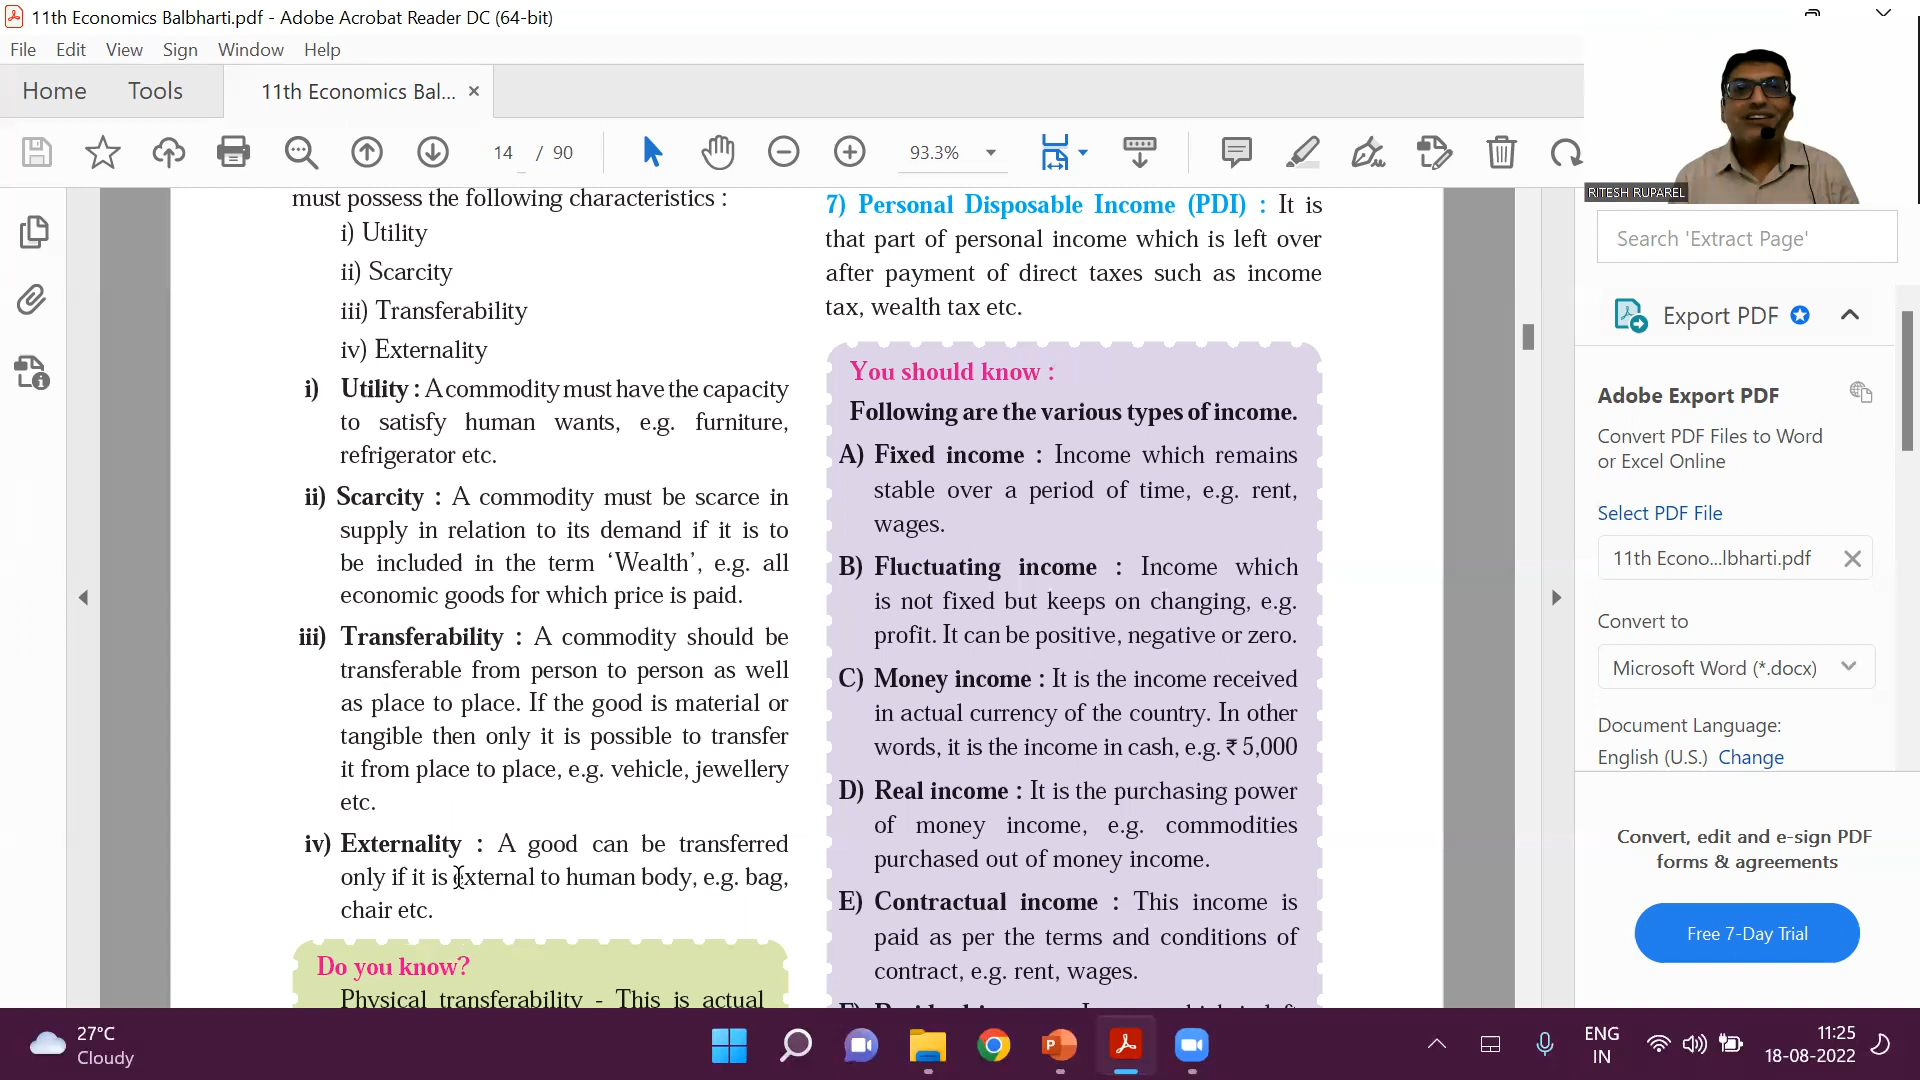 11th Economics Balbharti.pdf - Adobe Acrobat Reader DC (64-bit)
File Edit View Sign Window Help
Home Tools 11th Economics Bal... ×
14 / 90 93.3%
RITESH RUPAREL
must possess the following characteristics :
i) Utility
ii) Scarcity
iii) Transferability
iv) Externality
i) Utility : A commodity must have the capacity
to satisfy human wants, e.g. furniture,
refrigerator etc.
ii) Scarcity : A commodity must be scarce in
supply in relation to its demand if it is to
be included in the term ‘Wealth’, e.g. all
economic goods for which price is paid.
iii) Transferability : A commodity should be
transferable from person to person as well
as place to place. If the good is material or
tangible then only it is possible to transfer
it from place to place, e.g. vehicle, jewellery
etc.
iv) Externality : A good can be transferred
only if it is external to human body, e.g. bag,
chair etc.
Do you know?
Physical transferability - This is actual
7) Personal Disposable Income (PDI) : It is
that part of personal income which is left over
after payment of direct taxes such as income
tax, wealth tax etc.
You should know :
Following are the various types of income.
A) Fixed income : Income which remains
stable over a period of time, e.g. rent,
wages.
B) Fluctuating income : Income which
is not fixed but keeps on changing, e.g.
profit. It can be positive, negative or zero.
C) Money income : It is the income received
in actual currency of the country. In other
words, it is the income in cash, e.g. ₹ 5,000
D) Real income : It is the purchasing power
of money income, e.g. commodities
purchased out of money income.
E) Contractual income : This income is
paid as per the terms and conditions of
contract, e.g. rent, wages.
Search 'Extract Page'
Export PDF
Adobe Export PDF
Convert PDF Files to Word
or Excel Online
Select PDF File
11th Econo...lbharti.pdf
Convert to
Microsoft Word (*.docx)
Document Language:
English (U.S.) Change
Convert, edit and e-sign PDF
forms & agreements
Free 7-Day Trial
27°C
Cloudy
ENG
IN
11:25
18-08-2022